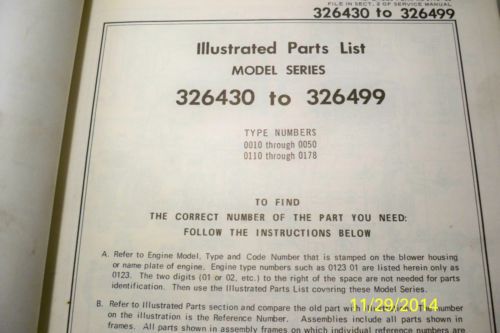 FILE IN SECT. 2 OF SERVICE MANUAL
326430 to 326499
Illustrated Parts List
MODEL SERIES
326430 to 326499
TYPE NUMBERS
0010 through 0050
0110 through 0178
TO FIND
THE CORRECT NUMBER OF THE PART YOU NEED:
FOLLOW THE INSTRUCTIONS BELOW
A. Refer to Engine Model, Type and Code Number that is stamped on the blower housing
or name plate of engine. Engine type numbers such as 0123 01 are listed herein only as
0123. The two digits (01 or 02, etc.) to the right of the space are not needed for parts
identification. Then use the Illustrated Parts List covering these Model Series.
B. Refer to Illustrated Parts section and compare the old part with The number
on the illustration is the Reference Number. Assemblies include all parts shown in
frames. All parts shown in assembly frames on which individual reference numbers are
11/29/2014